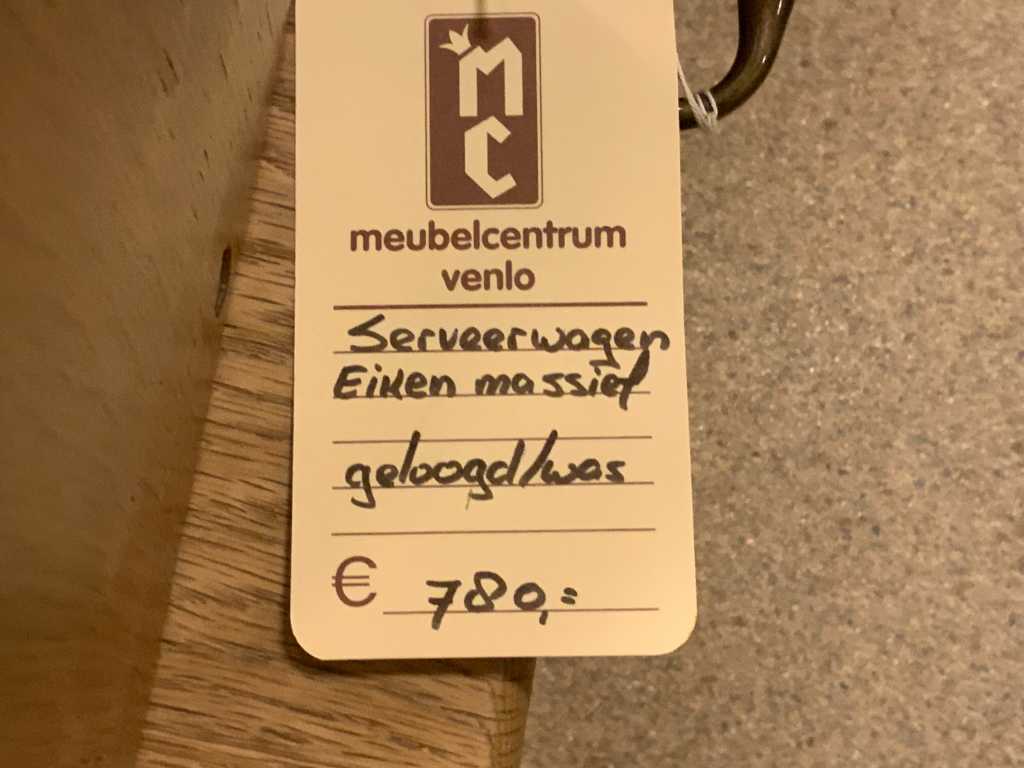 MC
meubelcentrum
venlo
Serveerwagen
Eiken massief
geloogd/was
€ 780,=